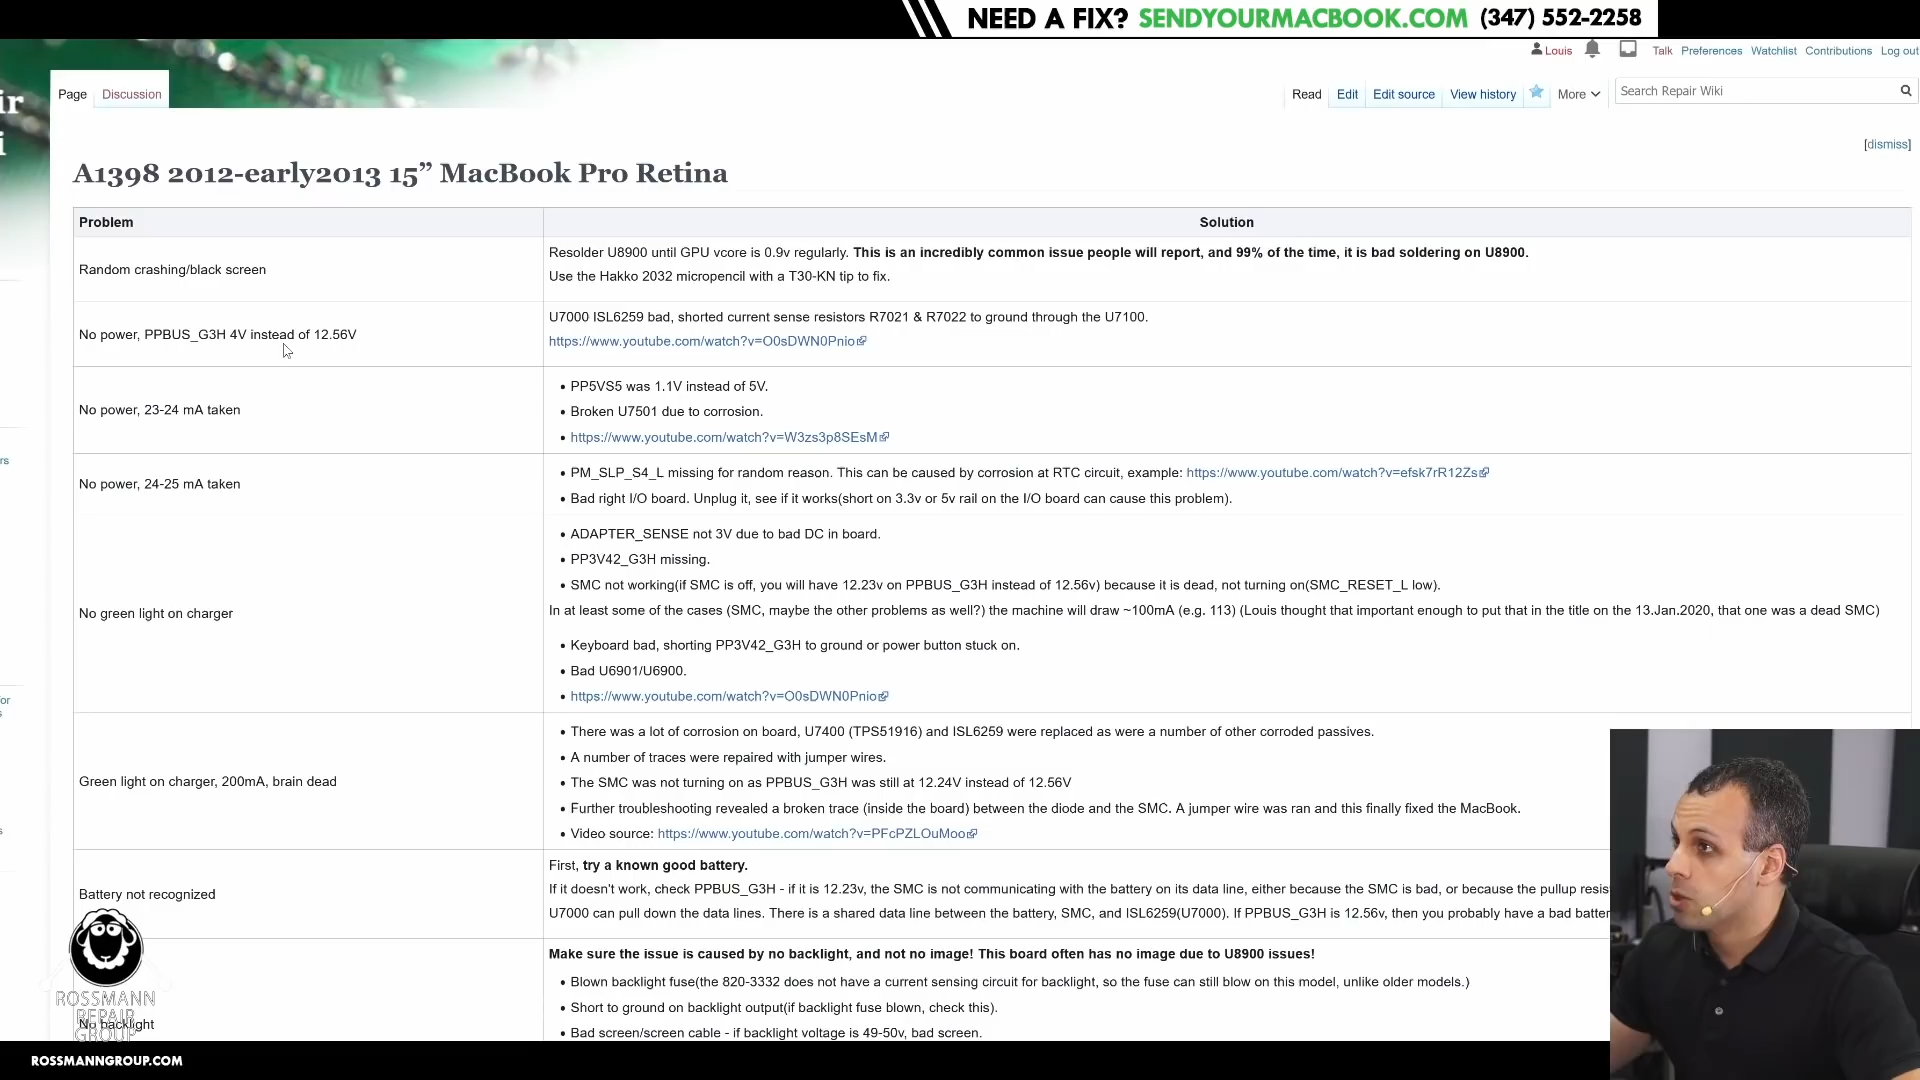 NEED A FIX? SENDYOURMACBOOK.COM (347) 552-2258
Louis Talk Preferences Watchlist Contributions Log out
ir
i
Page Discussion Read Edit Edit source View history More Search Repair Wiki
[dismiss]
A1398 2012-early2013 15” MacBook Pro Retina
Problem Solution
Random crashing/black screen
Resolder U8900 until GPU vcore is 0.9v regularly. This is an incredibly common issue people will report, and 99% of the time, it is bad soldering on U8900.
Use the Hakko 2032 micropencil with a T30-KN tip to fix.
No power, PPBUS_G3H 4V instead of 12.56V
U7000 ISL6259 bad, shorted current sense resistors R7021 & R7022 to ground through the U7100.
https://www.youtube.com/watch?v=O0sDWN0Pnio
No power, 23-24 mA taken
• PP5VS5 was 1.1V instead of 5V.
• Broken U7501 due to corrosion.
• https://www.youtube.com/watch?v=W3zs3p8SEsM
No power, 24-25 mA taken
• PM_SLP_S4_L missing for random reason. This can be caused by corrosion at RTC circuit, example: https://www.youtube.com/watch?v=efsk7rR12Zs
• Bad right I/O board. Unplug it, see if it works(short on 3.3v or 5v rail on the I/O board can cause this problem).
No green light on charger
• ADAPTER_SENSE not 3V due to bad DC in board.
• PP3V42_G3H missing.
• SMC not working(if SMC is off, you will have 12.23v on PPBUS_G3H instead of 12.56v) because it is dead, not turning on(SMC_RESET_L low).
In at least some of the cases (SMC, maybe the other problems as well?) the machine will draw ~100mA (e.g. 113) (Louis thought that important enough to put that in the title on the 13.Jan.2020, that one was a dead SMC)
• Keyboard bad, shorting PP3V42_G3H to ground or power button stuck on.
• Bad U6901/U6900.
• https://www.youtube.com/watch?v=O0sDWN0Pnio
Green light on charger, 200mA, brain dead
• There was a lot of corrosion on board, U7400 (TPS51916) and ISL6259 were replaced as were a number of other corroded passives.
• A number of traces were repaired with jumper wires.
• The SMC was not turning on as PPBUS_G3H was still at 12.24V instead of 12.56V
• Further troubleshooting revealed a broken trace (inside the board) between the diode and the SMC. A jumper wire was ran and this finally fixed the MacBook.
• Video source: https://www.youtube.com/watch?v=PFcPZLOuMoo
Battery not recognized
First, try a known good battery.
If it doesn't work, check PPBUS_G3H - if it is 12.23v, the SMC is not communicating with the battery on its data line, either because the SMC is bad, or because the pullup resis
U7000 can pull down the data lines. There is a shared data line between the battery, SMC, and ISL6259(U7000). If PPBUS_G3H is 12.56v, then you probably have a bad batter
No backlight
Make sure the issue is caused by no backlight, and not no image! This board often has no image due to U8900 issues!
• Blown backlight fuse(the 820-3332 does not have a current sensing circuit for backlight, so the fuse can still blow on this model, unlike older models.)
• Short to ground on backlight output(if backlight fuse blown, check this).
• Bad screen/screen cable - if backlight voltage is 49-50v, bad screen.
rs
or
s
s
ROSSMANN
REPAIR
GROUP
ROSSMANNGROUP.COM